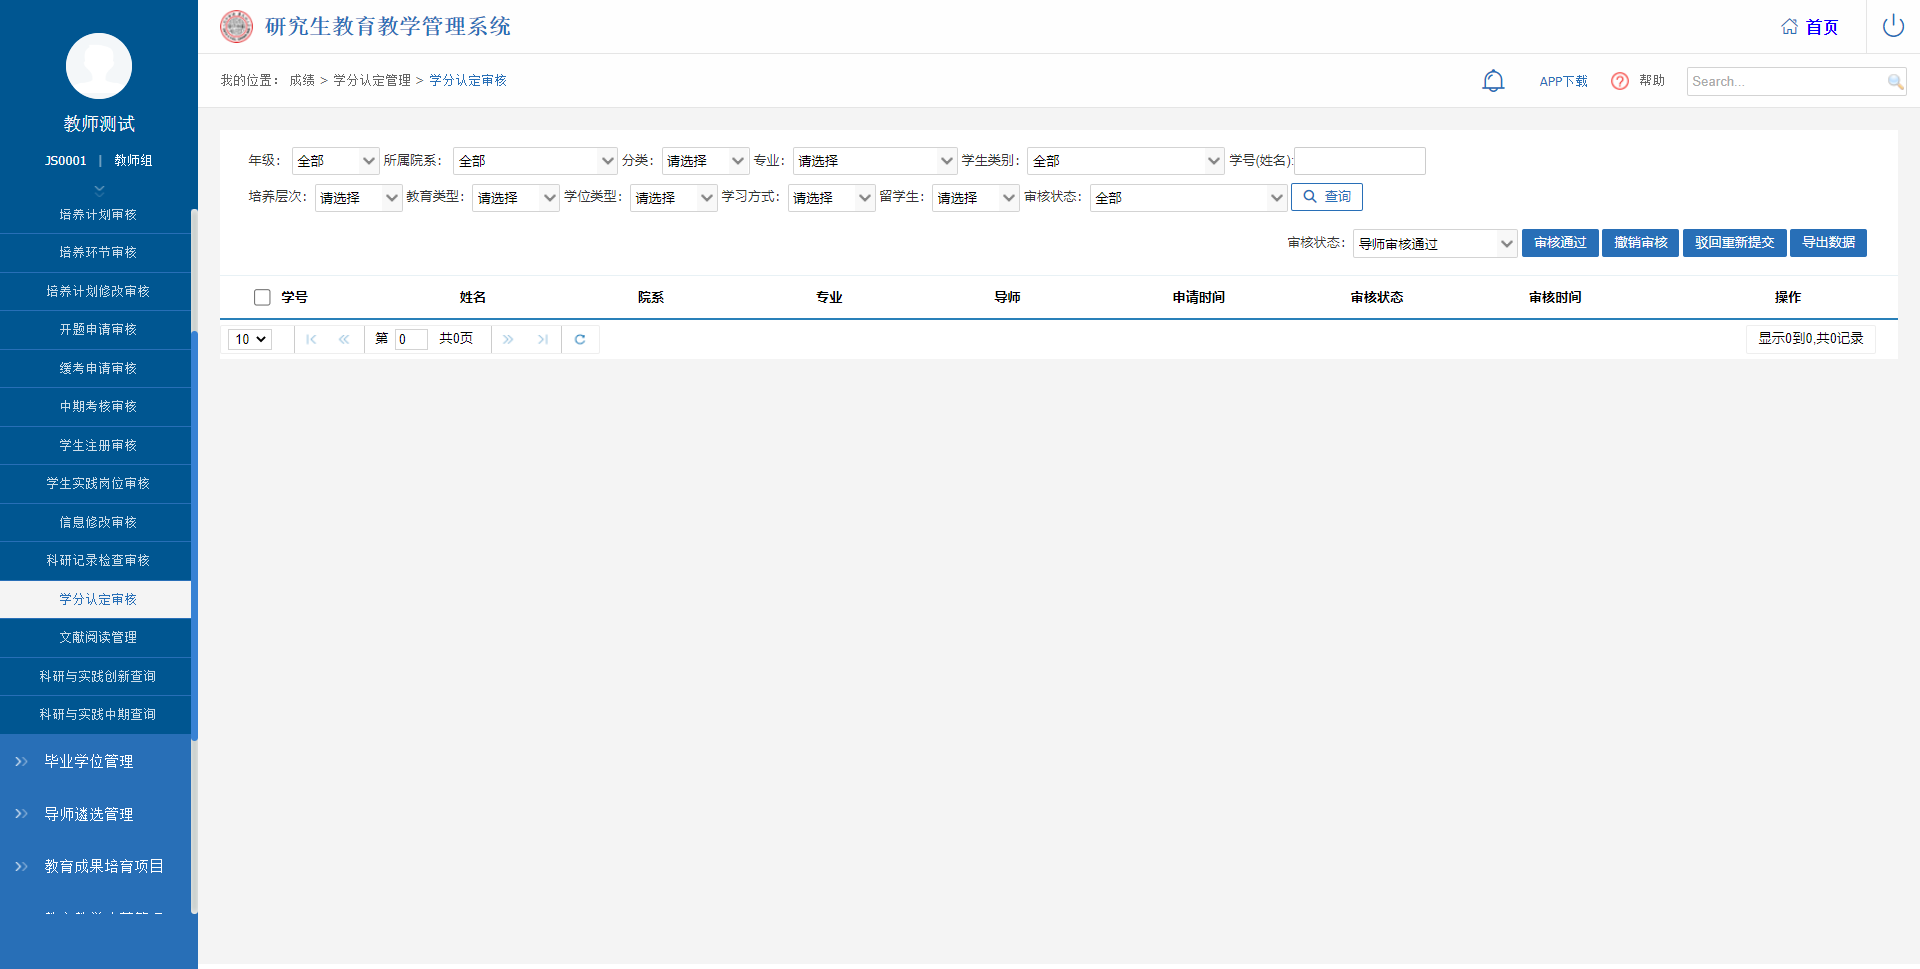 研究生教育教学管理系统
首页
我的位置： 成绩 > 学分认定管理 > 学分认定审核
APP下载
帮助
Search...
教师测试
JS0001 | 教师组
培养计划审核
培养环节审核
培养计划修改审核
开题申请审核
缓考申请审核
中期考核审核
学生注册审核
学生实践岗位审核
信息修改审核
科研记录检查审核
学分认定审核
文献阅读管理
科研与实践创新查询
科研与实践中期查询
毕业学位管理
导师遴选管理
教育成果培育项目
年级： 全部 所属院系： 全部 分类： 请选择 专业： 请选择 学生类别： 全部 学号(姓名):
培养层次： 请选择 教育类型： 请选择 学位类型： 请选择 学习方式： 请选择 留学生： 请选择 审核状态： 全部 查询
审核状态： 导师审核通过 审核通过 撤销审核 驳回重新提交 导出数据
学号 姓名 院系 专业 导师 申请时间 审核状态 审核时间 操作
10 第 0 共0页 显示0到0,共0记录